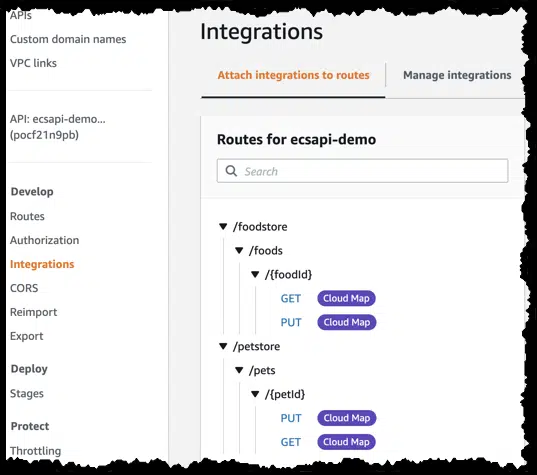 APIs
Custom domain names
VPC links
API: ecsapi-demo...
(pocf21n9pb)
Develop
Routes
Authorization
Integrations
CORS
Reimport
Export
Deploy
Stages
Protect
Throttling
Integrations
Attach integrations to routes Manage integrations
Routes for ecsapi-demo
Search
/foodstore
/foods
/{foodId}
GET Cloud Map
PUT Cloud Map
/petstore
/pets
/{petId}
PUT Cloud Map
GET Cloud Map